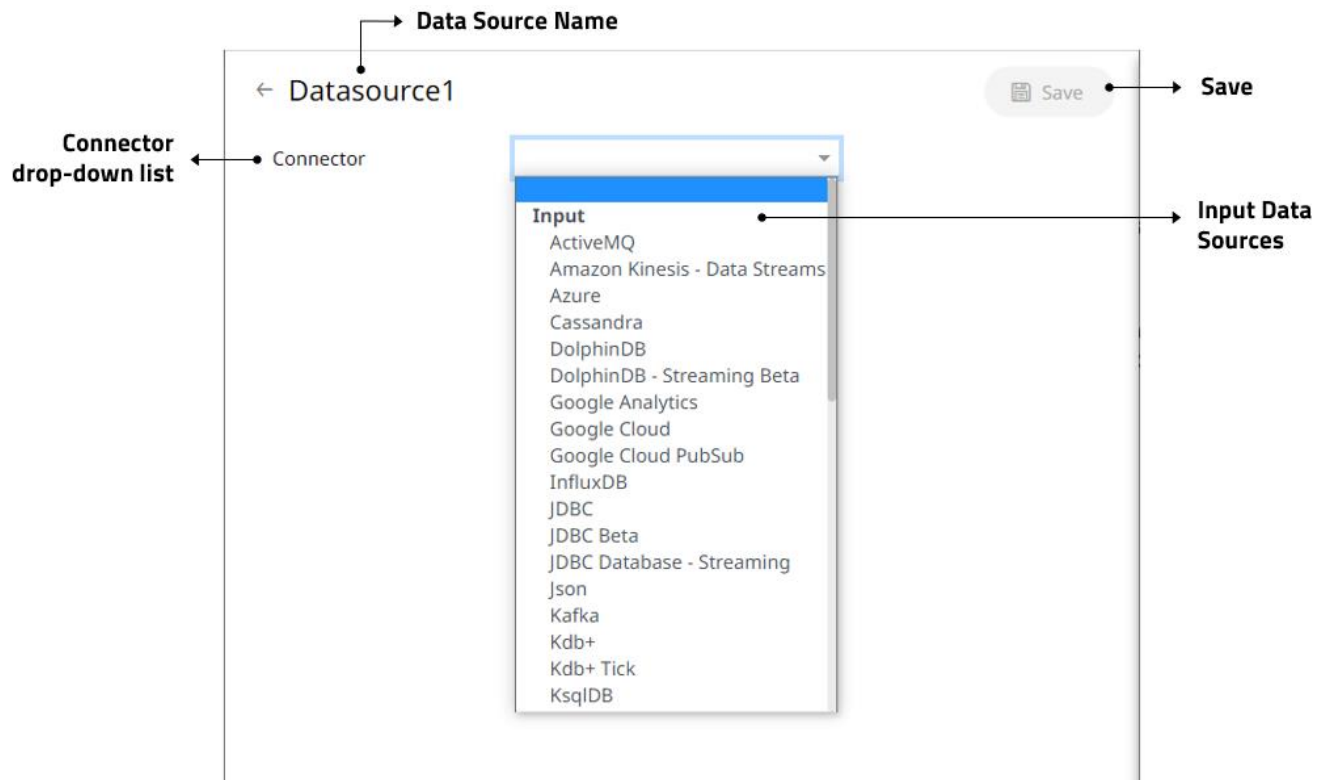 Data Source Name
← Datasource1
Save
Save
Connector
drop-down list
Connector
Input
Input Data
Sources
ActiveMQ
Amazon Kinesis - Data Streams
Azure
Cassandra
DolphinDB
DolphinDB - Streaming Beta
Google Analytics
Google Cloud
Google Cloud PubSub
InfluxDB
JDBC
JDBC Beta
JDBC Database - Streaming
Json
Kafka
Kdb+
Kdb+ Tick
KsqlDB